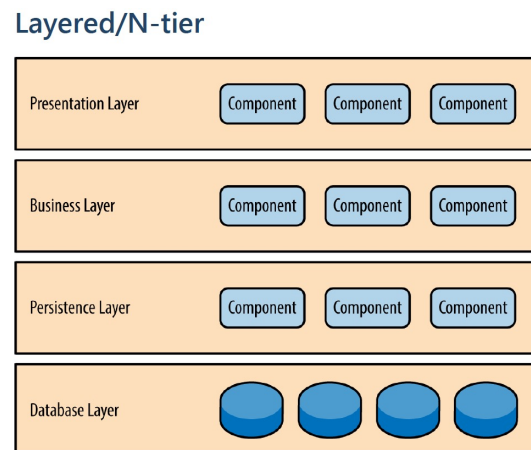 Layered/N-tier
Presentation Layer Component Component Component
Business Layer Component Component Component
Persistence Layer Component Component Component
Database Layer